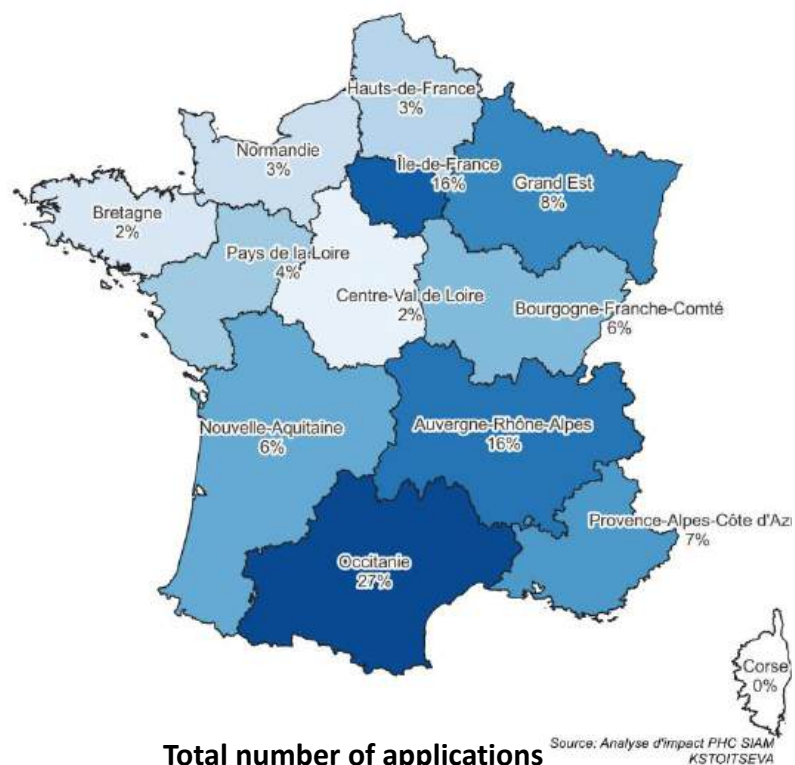 Hauts-de-France
3%
Normandie
3%
Île-de-France
16%
Grand Est
8%
Bretagne
2%
Pays de la Loire
4%
Centre-Val de Loire
2%
Bourgogne-Franche-Comté
6%
Nouvelle-Aquitaine
6%
Auvergne-Rhône-Alpes
16%
Provence-Alpes-Côte d'Azu
7%
Occitanie
27%
Corse
0%
Total number of applications
Source: Analyse d'impact PHC SIAM
KSTOITSEVA